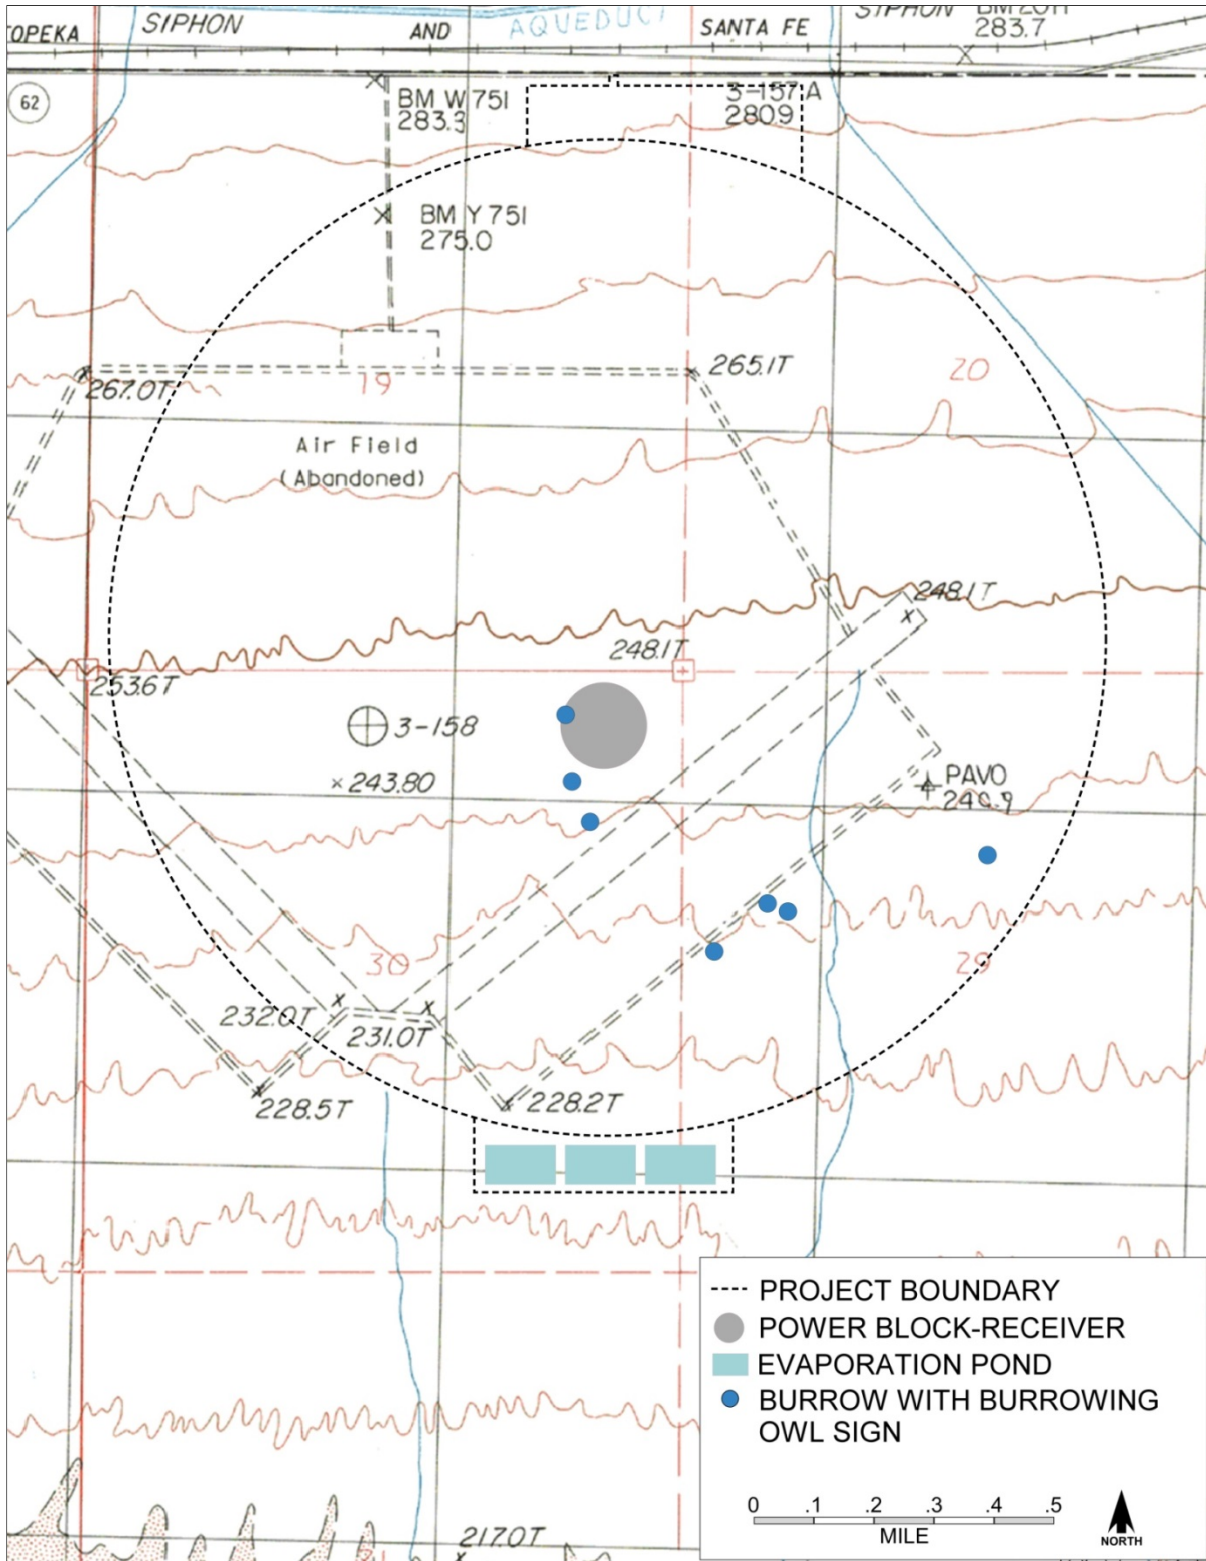 TOPEKA SIPHON AND AQUEDUCT SANTA FE SIPHON
283.7
62
BM W 751
283.3
3-157 A
280.9
BM Y 751
275.0
267.0T
19
265.1T
20
Air Field
(Abandoned)
248.1T
248.1T
253.6T
3-158
243.80
PAVO
30
29
232.0T
231.0T
228.5T
228.2T
PROJECT BOUNDARY
POWER BLOCK-RECEIVER
EVAPORATION POND
BURROW WITH BURROWING
OWL SIGN
0 .1 .2 .3 .4 .5
MILE
NORTH
217.0T